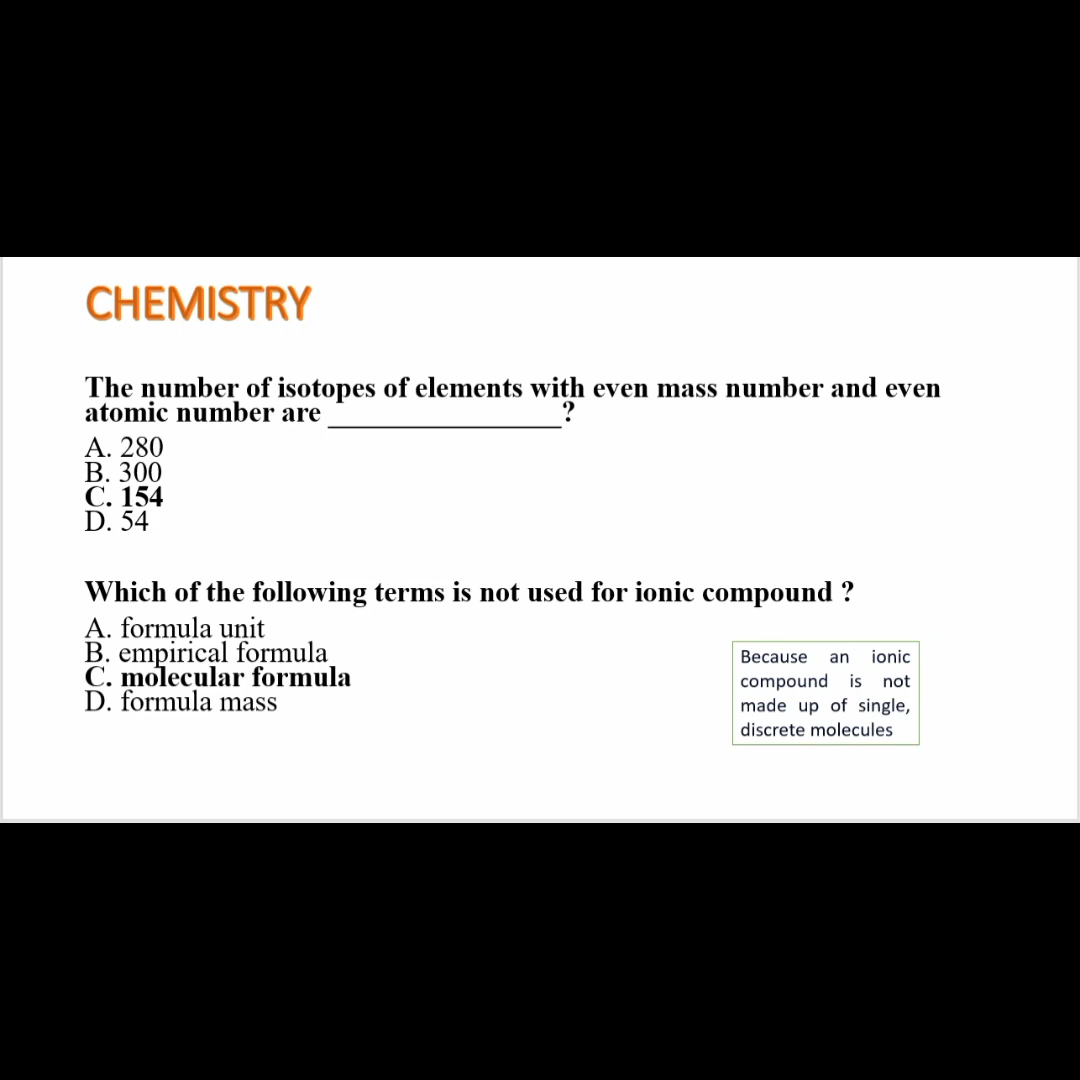 CHEMISTRY
The number of isotopes of elements with even mass number and even
atomic number are ________________?
A. 280
B. 300
C. 154
D. 54
Which of the following terms is not used for ionic compound ?
A. formula unit
B. empirical formula
C. molecular formula
D. formula mass
Because an ionic
compound is not
made up of single,
discrete molecules